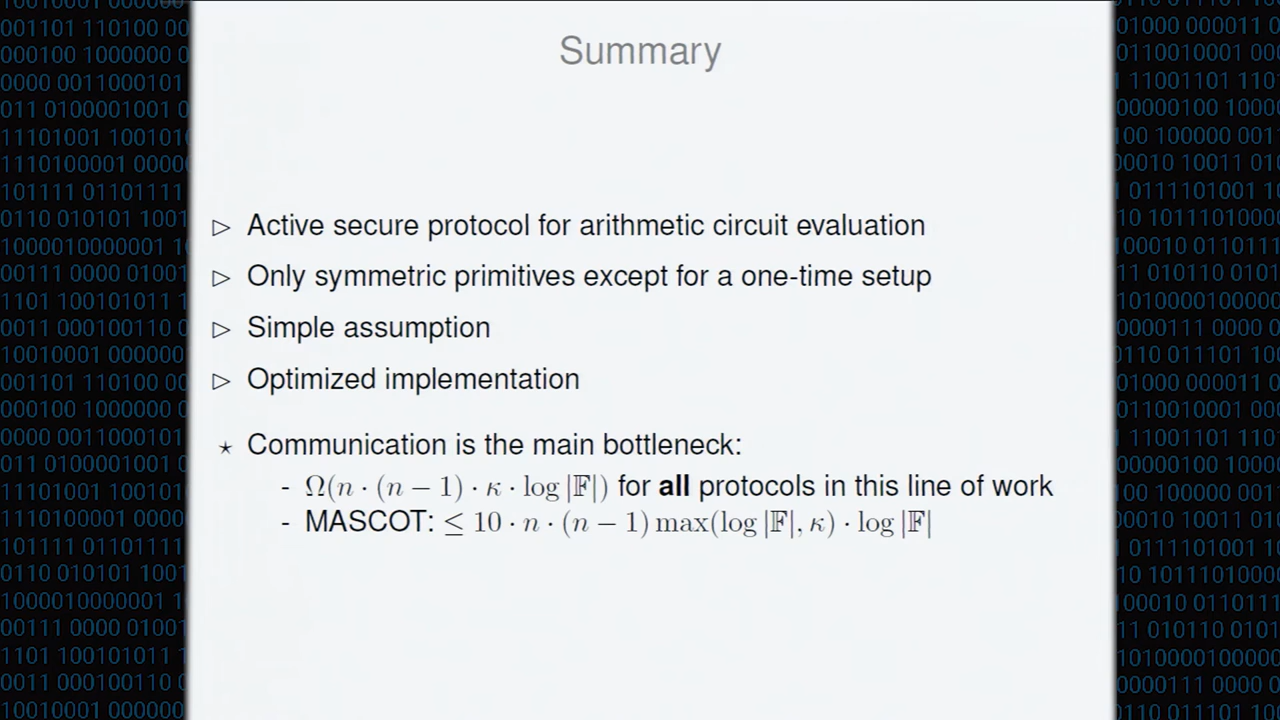 Summary
▷ Active secure protocol for arithmetic circuit evaluation
▷ Only symmetric primitives except for a one-time setup
▷ Simple assumption
▷ Optimized implementation
⋆ Communication is the main bottleneck:
- Ω(n · (n − 1) · κ · log |𝔽|) for all protocols in this line of work
- MASCOT: ≤ 10 · n · (n − 1) max(log |𝔽|, κ) · log |𝔽|